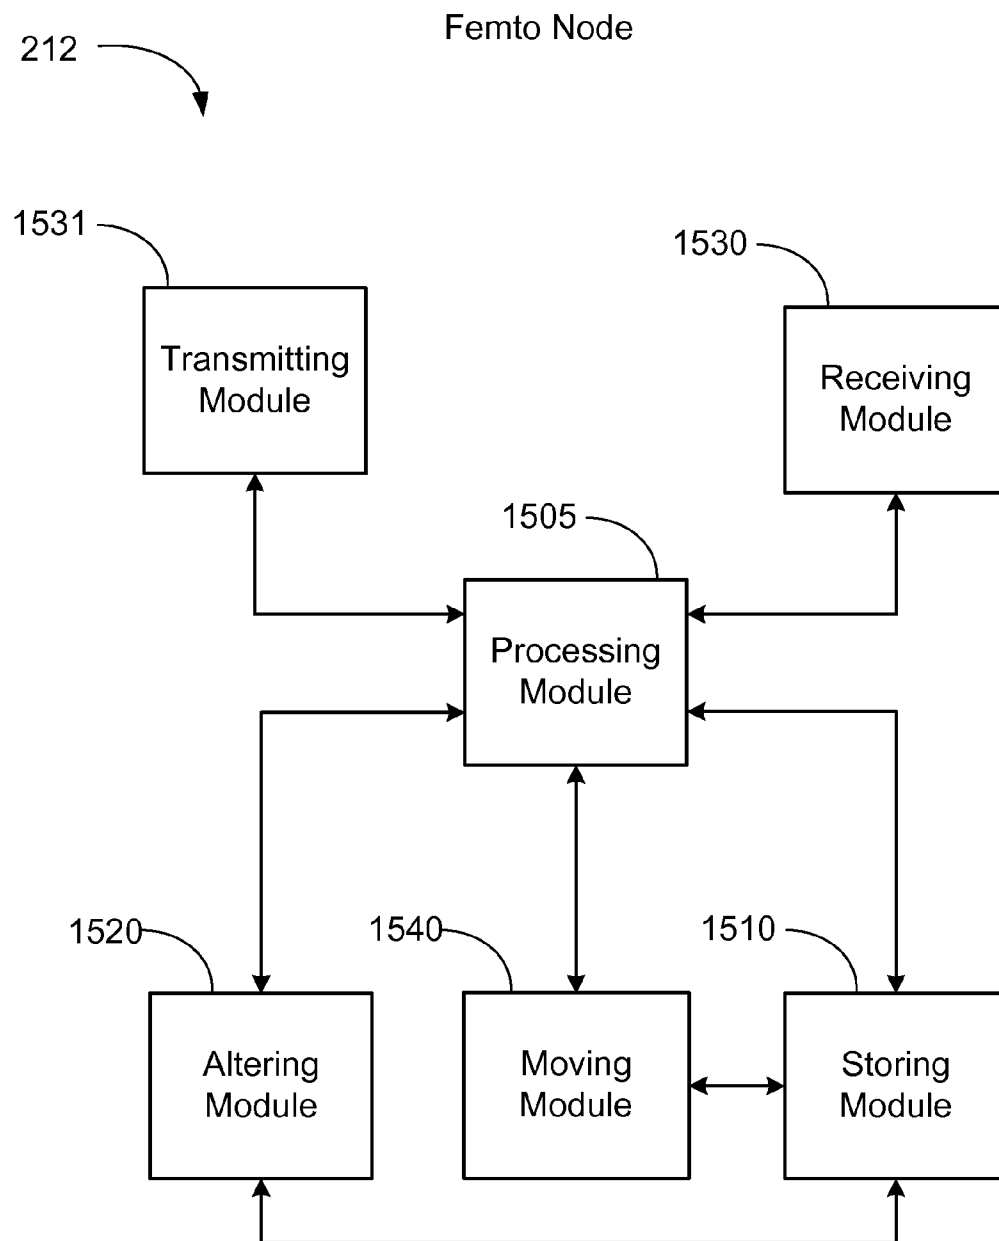 Femto Node
212
1531
1530
Transmitting
Module
Receiving
Module
1505
Processing
Module
1520
1540
1510
Altering
Module
Moving
Module
Storing
Module